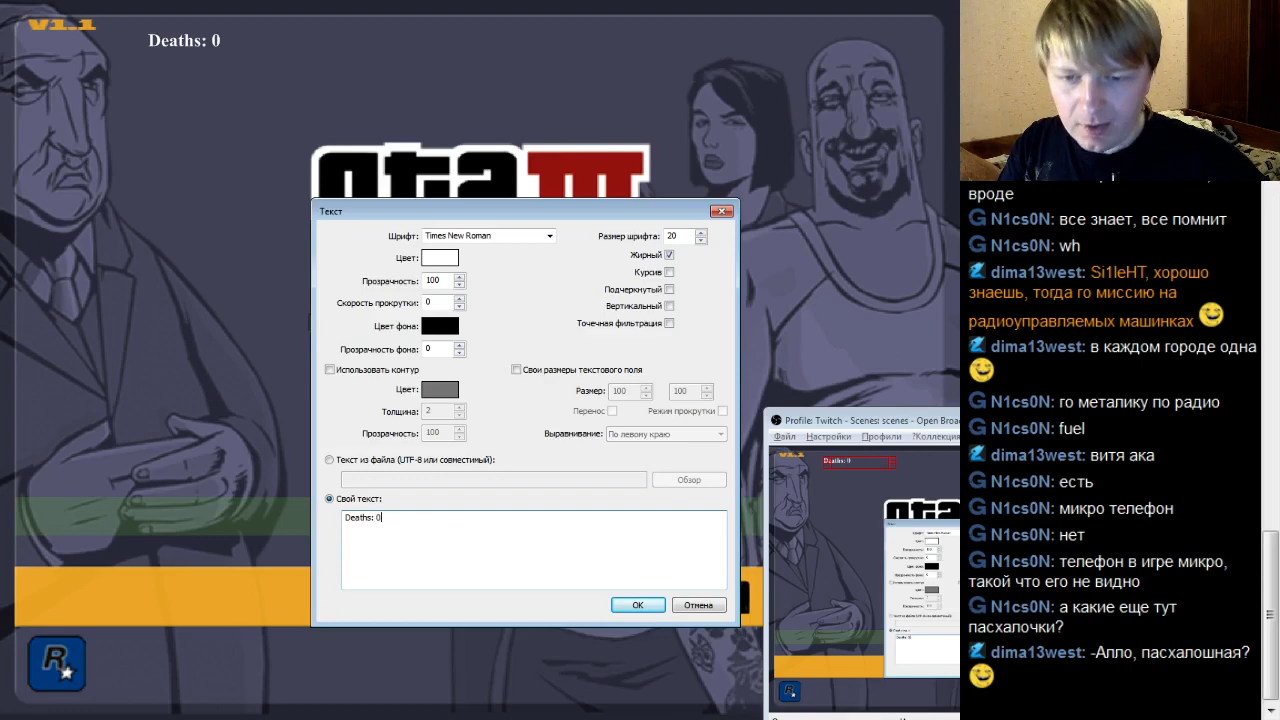 V1.1
Deaths: 0
Текст
Шрифт: Times New Roman
Размер шрифта: 20
Цвет:
Жирный
Прозрачность: 100
Курсив
Подчеркнутый
Скорость прокрутки: 0
Вертикальный
Цвет фона:
Точечная фильтрация
Прозрачность фона: 0
Использовать контур
Свои размеры текстового поля
Цвет:
Размер: 100 100
Толщина: 2
Перенос
Режим прокрутки
Прозрачность: 100
Выравнивание: По левому краю
Текст из файла (UTF-8 или совместимый):
Обзор
Свой текст:
Deaths: 0
OK
Отмена
R
Profile: Twitch - Scenes: scenes - Open Broad
Файл Настройки Профили ?Коллекция
Deaths: 0
вроде
N1cs0N: все знает, все помнит
N1cs0N: wh
dima13west: Si1leHT, хорошо
знаешь, тогда го миссию на
радиоуправляемых машинках
dima13west: в каждом городе одна
N1cs0N: го металику по радио
N1cs0N: fuel
dima13west: витя ака
N1cs0N: есть
N1cs0N: микро телефон
N1cs0N: нет
N1cs0N: телефон в игре микро,
такой что его не видно
N1cs0N: а какие еще тут
пасхалочки?
dima13west: -Алло, пасхалошная?